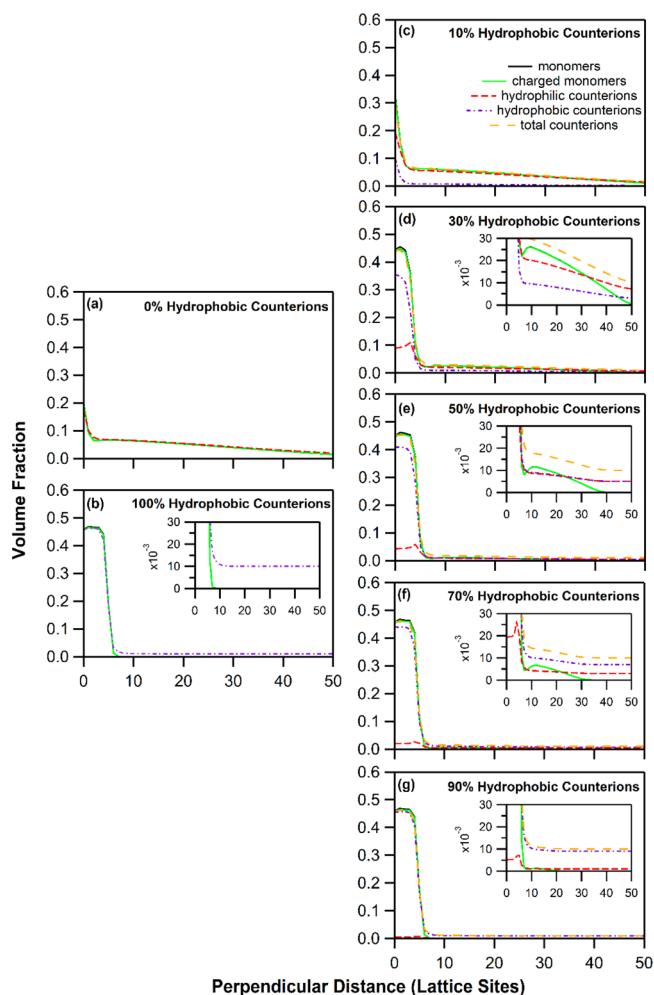 (a) 0% Hydrophobic Counterions
0.6
0.5
0.4
0.3
0.2
0.1
0.0
(b) 100% Hydrophobic Counterions
0.6
0.5
0.4
0.3
0.2
0.1
0.0
0 10 20 30 40 50
x10⁻³
30
20
10
0
0 10 20 30 40 50
Volume Fraction
(c) 10% Hydrophobic Counterions
monomers
charged monomers
hydrophilic counterions
hydrophobic counterions
total counterions
0.6
0.5
0.4
0.3
0.2
0.1
0.0
(d) 30% Hydrophobic Counterions
0.6
0.5
0.4
0.3
0.2
0.1
0.0
x10⁻³
30
20
10
0
0 10 20 30 40 50
(e) 50% Hydrophobic Counterions
0.6
0.5
0.4
0.3
0.2
0.1
0.0
x10⁻³
30
20
10
0
0 10 20 30 40 50
(f) 70% Hydrophobic Counterions
0.6
0.5
0.4
0.3
0.2
0.1
0.0
x10⁻³
30
20
10
0
0 10 20 30 40 50
(g) 90% Hydrophobic Counterions
0.6
0.5
0.4
0.3
0.2
0.1
0.0
x10⁻³
30
20
10
0
0 10 20 30 40 50
0 10 20 30 40 50
Perpendicular Distance (Lattice Sites)